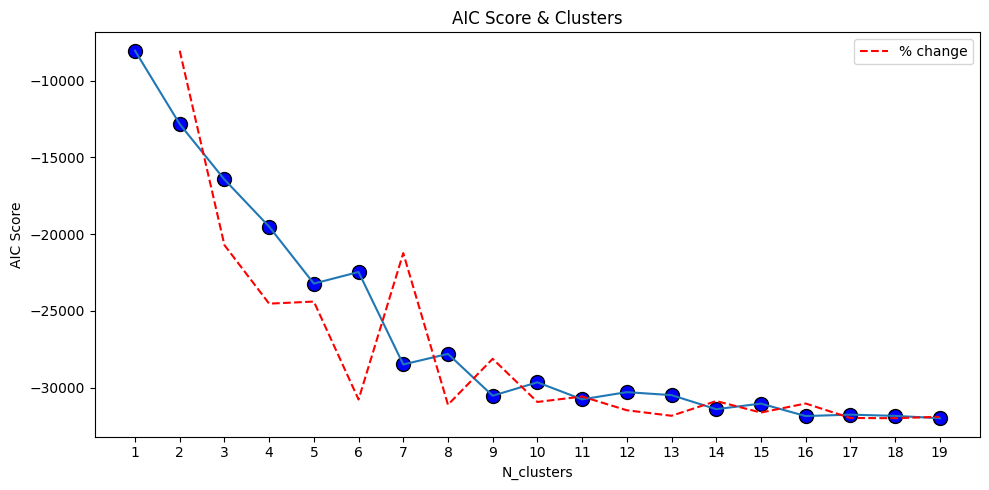 AIC Score & Clusters
% change
AIC Score
−10000
−15000
−20000
−25000
−30000
1 2 3 4 5 6 7 8 9 10 11 12 13 14 15 16 17 18 19
N_clusters